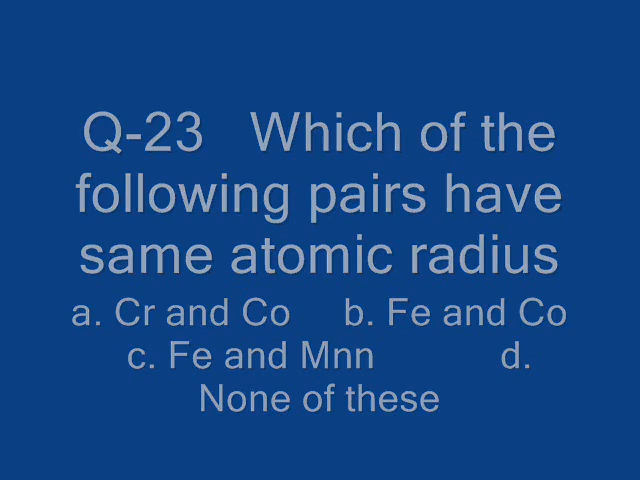 Q-23 Which of the
following pairs have
same atomic radius
a. Cr and Co b. Fe and Co
c. Fe and Mnn d.
None of these